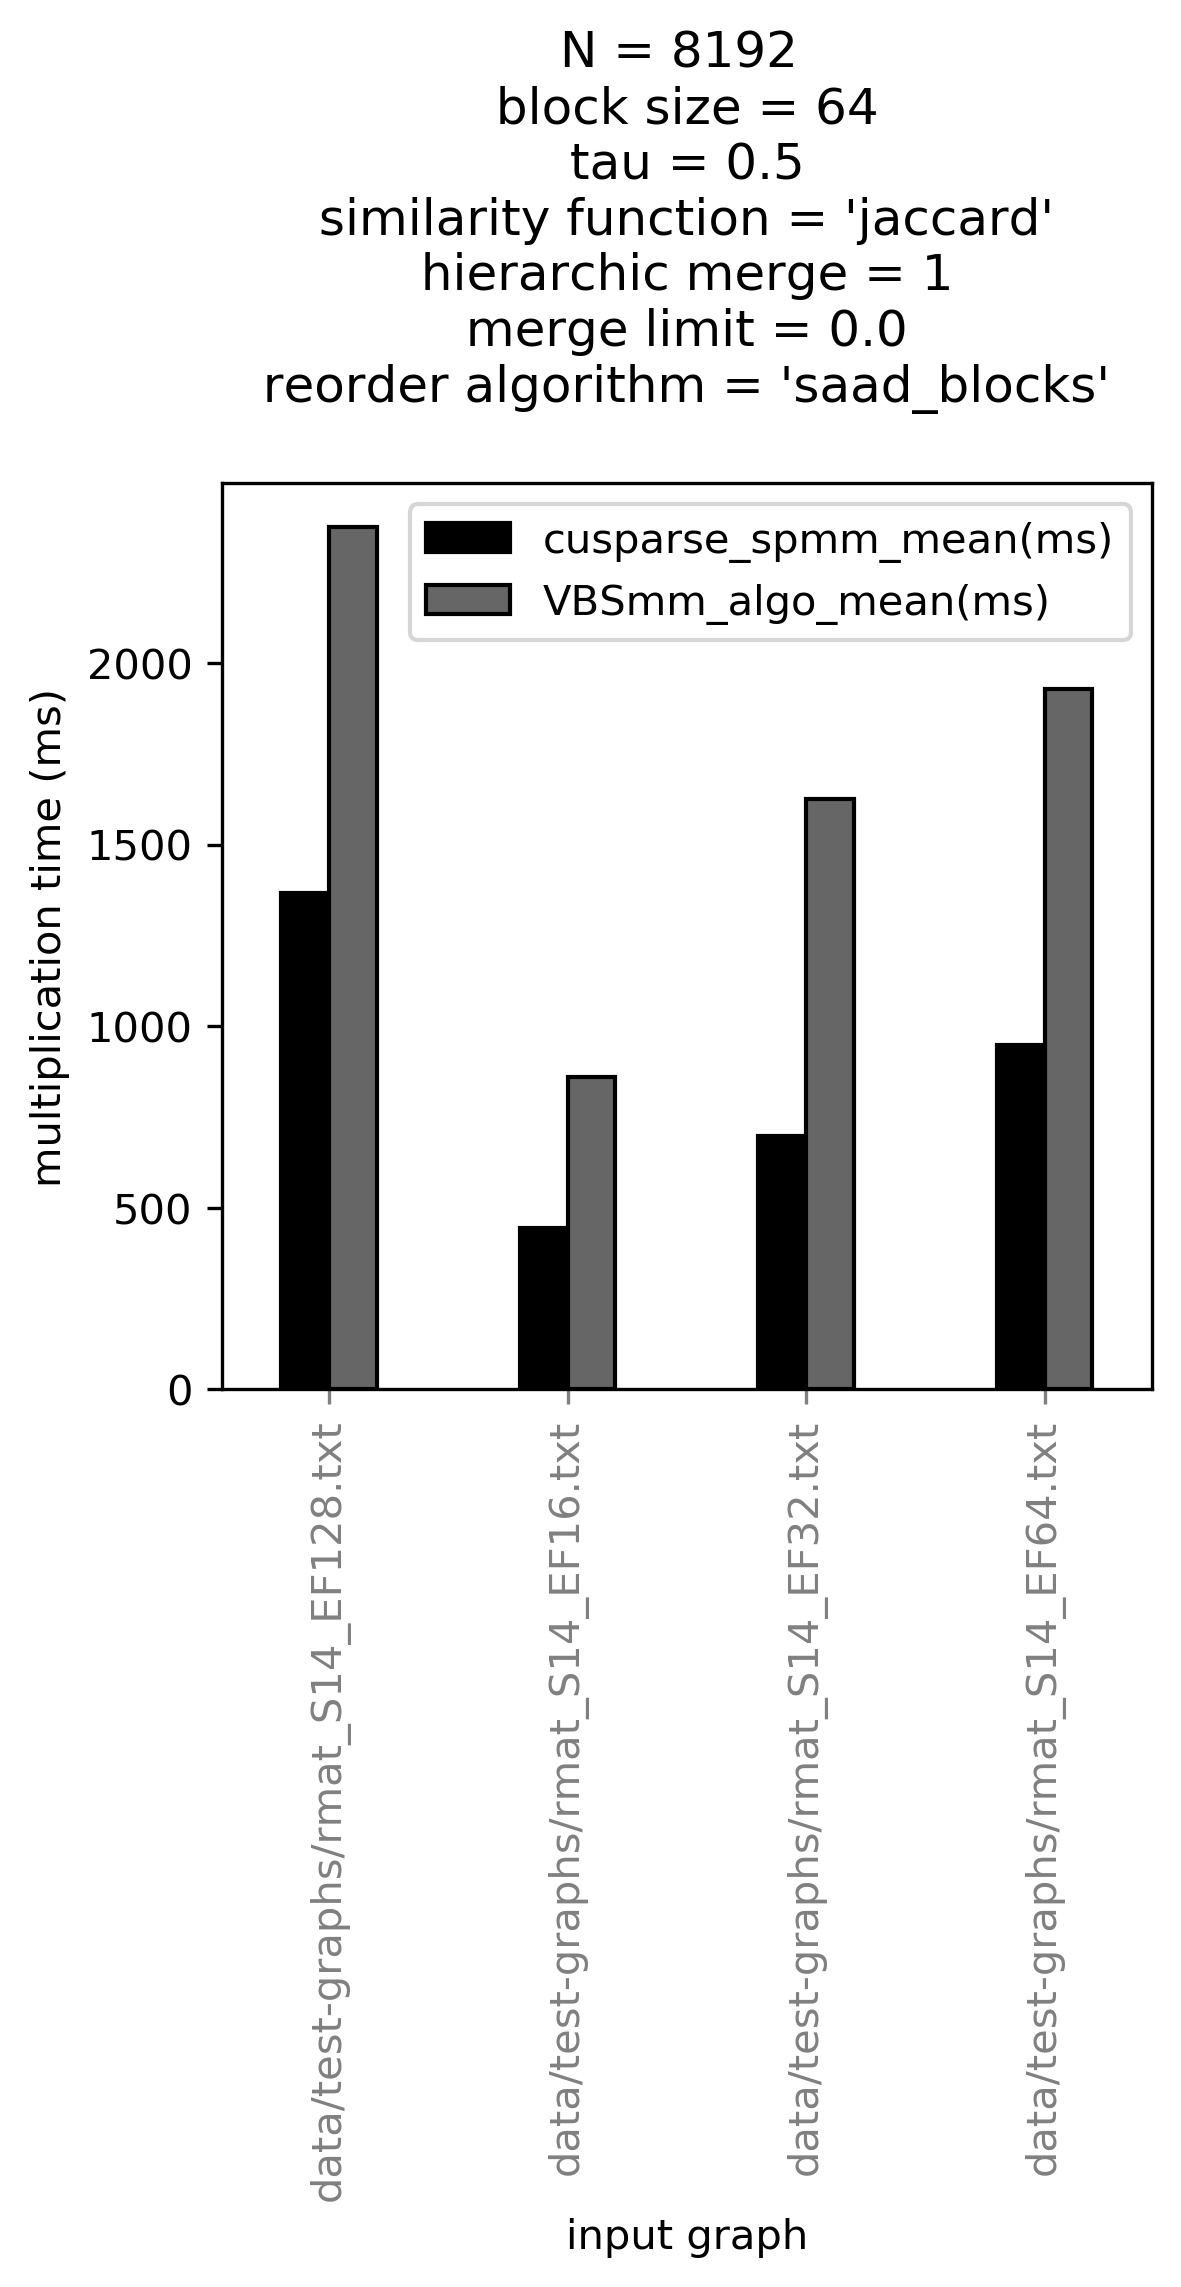 N = 8192
block size = 64
tau = 0.5
similarity function = 'jaccard'
hierarchic merge = 1
merge limit = 0.0
reorder algorithm = 'saad_blocks'
cusparse_spmm_mean(ms)
VBSmm_algo_mean(ms)
multiplication time (ms)
2000
1500
1000
500
0
data/test-graphs/rmat_S14_EF128.txt
data/test-graphs/rmat_S14_EF16.txt
data/test-graphs/rmat_S14_EF32.txt
data/test-graphs/rmat_S14_EF64.txt
input graph